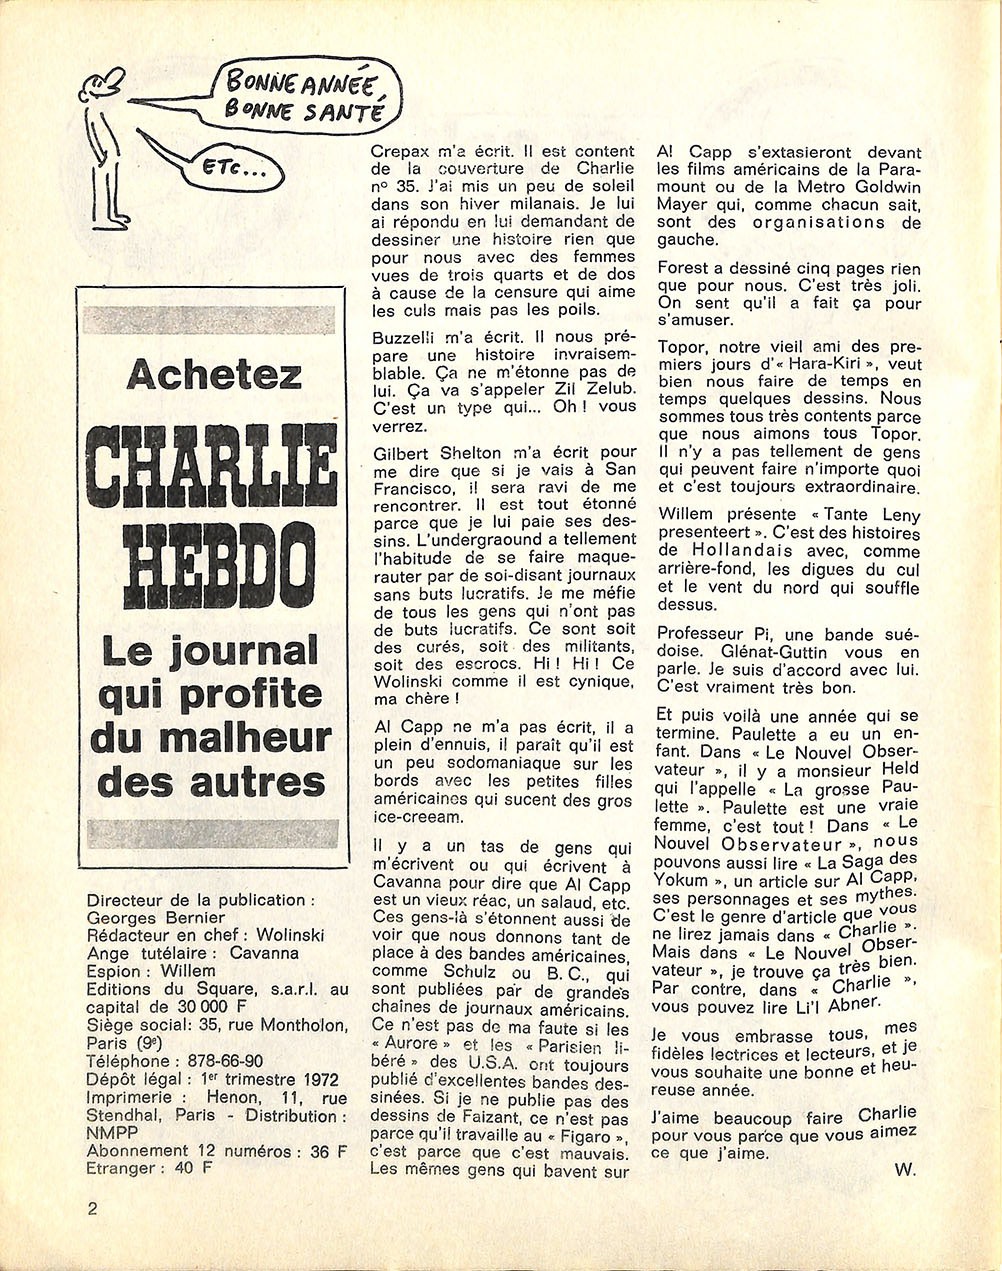 BONNE ANNÉE,
BONNE SANTÉ
ETC...
Achetez
CHARLIE
HEBDO
Le journal
qui profite
du malheur
des autres
Directeur de la publication :
Georges Bernier
Rédacteur en chef : Wolinski
Ange tutélaire : Cavanna
Espion : Willem
Editions du Square, s.a.r.l. au
capital de 30 000 F
Siège social: 35, rue Montholon,
Paris (9e)
Téléphone : 878-66-90
Dépôt légal : 1er trimestre 1972
Imprimerie : Henon, 11, rue
Stendhal, Paris - Distribution :
NMPP
Abonnement 12 numéros : 36 F
Etranger : 40 F
2
Crepax m'a écrit. Il est content
de la couverture de Charlie
n° 35. J'ai mis un peu de soleil
dans son hiver milanais. Je lui
ai répondu en lui demandant de
dessiner une histoire rien que
pour nous avec des femmes
vues de trois quarts et de dos
à cause de la censure qui aime
les culs mais pas les poils.
Buzzelli m'a écrit. Il nous pré-
pare une histoire invraisem-
blable. Ça ne m'étonne pas de
lui. Ça va s'appeler Zil Zelub.
C'est un type qui... Oh ! vous
verrez.
Gilbert Shelton m'a écrit pour
me dire que si je vais à San
Francisco, il sera ravi de me
rencontrer. Il est tout étonné
parce que je lui paie ses des-
sins. L'undergraound a tellement
l'habitude de se faire maque-
rauter par de soi-disant journaux
sans buts lucratifs. Je me méfie
de tous les gens qui n'ont pas
de buts lucratifs. Ce sont soit
des curés, soit des militants,
soit des escrocs. Hi ! Hi ! Ce
Wolinski comme il est cynique,
ma chère !
Al Capp ne m'a pas écrit, il a
plein d'ennuis, il paraît qu'il est
un peu sodomaniaque sur les
bords avec les petites filles
américaines qui sucent des gros
ice-creeam.
Il y a un tas de gens qui
m'écrivent ou qui écrivent à
Cavanna pour dire que Al Capp
est un vieux réac, un salaud, etc.
Ces gens-là s'étonnent aussi de
voir que nous donnons tant de
place à des bandes américaines,
comme Schulz ou B. C., qui
sont publiées par de grandes
chaînes de journaux américains.
Ce n'est pas de ma faute si les
« Aurore » et les « Parisien li-
béré » des U.S.A. ont toujours
publié d'excellentes bandes des-
sinées. Si je ne publie pas des
dessins de Faizant, ce n'est pas
parce qu'il travaille au « Figaro »,
c'est parce que c'est mauvais.
Les mêmes gens qui bavent sur
Al Capp s'extasieront devant
les films américains de la Para-
mount ou de la Metro Goldwin
Mayer qui, comme chacun sait,
sont des organisations de
gauche.
Forest a dessiné cinq pages rien
que pour nous. C'est très joli.
On sent qu'il a fait ça pour
s'amuser.
Topor, notre vieil ami des pre-
miers jours d'« Hara-Kiri », veut
bien nous faire de temps en
temps quelques dessins. Nous
sommes tous très contents parce
que nous aimons tous Topor.
Il n'y a pas tellement de gens
qui peuvent faire n'importe quoi
et c'est toujours extraordinaire.
Willem présente « Tante Leny
presenteert ». C'est des histoires
de Hollandais avec, comme
arrière-fond, les digues du cul
et le vent du nord qui souffle
dessus.
Professeur Pi, une bande sué-
doise. Glénat-Guttin vous en
parle. Je suis d'accord avec lui.
C'est vraiment très bon.
Et puis voilà une année qui se
termine. Paulette a eu un en-
fant. Dans « Le Nouvel Obser-
vateur », il y a monsieur Held
qui l'appelle « La grosse Pau-
lette ». Paulette est une vraie
femme, c'est tout ! Dans « Le
Nouvel Observateur », nous
pouvons aussi lire « La Saga des
Yokum », un article sur Al Capp,
ses personnages et ses mythes.
C'est le genre d'article que vous
ne lirez jamais dans « Charlie ».
Mais dans « Le Nouvel Obser-
vateur », je trouve ça très bien.
Par contre, dans « Charlie »,
vous pouvez lire Li'l Abner.
Je vous embrasse tous, mes
fidèles lectrices et lecteurs, et je
vous souhaite une bonne et heu-
reuse année.
J'aime beaucoup faire Charlie
pour vous parce que vous aimez
ce que j'aime.
W.